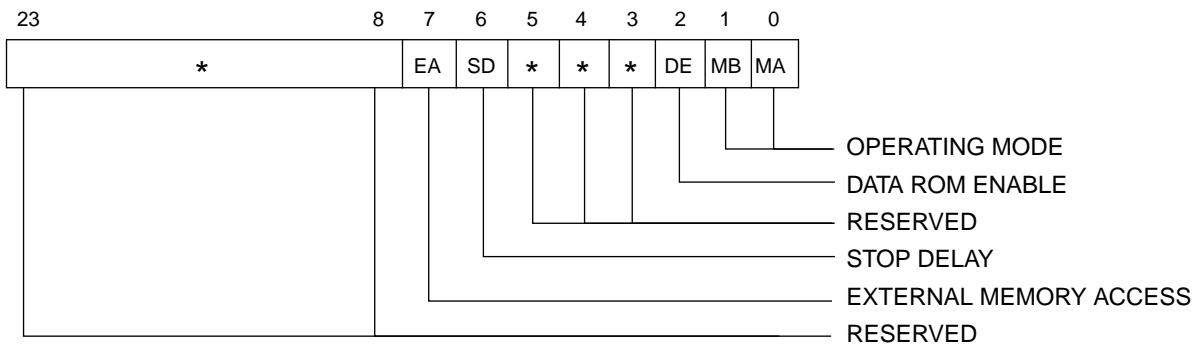 23 8 7 6 5 4 3 2 1 0
* EA SD * * * DE MB MA
OPERATING MODE
DATA ROM ENABLE
RESERVED
STOP DELAY
EXTERNAL MEMORY ACCESS
RESERVED